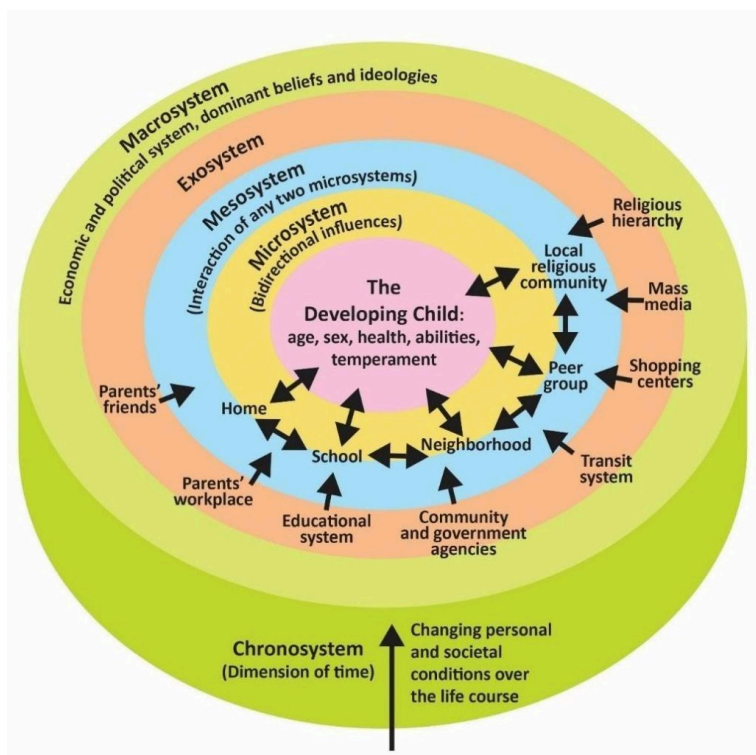 Macrosystem
Economic and political system, dominant beliefs and ideologies
Exosystem
Mesosystem
(Interaction of any two microsystems)
Microsystem
(Bidirectional influences)
The
Developing Child:
age, sex, health, abilities,
temperament
Religious
hierarchy
Local
religious
community
Mass
media
Shopping
centers
Peer
group
Parents'
friends
Home
School
Neighborhood
Transit
system
Parents'
workplace
Educational
system
Community
and government
agencies
Chronosystem
(Dimension of time)
Changing personal
and societal
conditions over
the life course